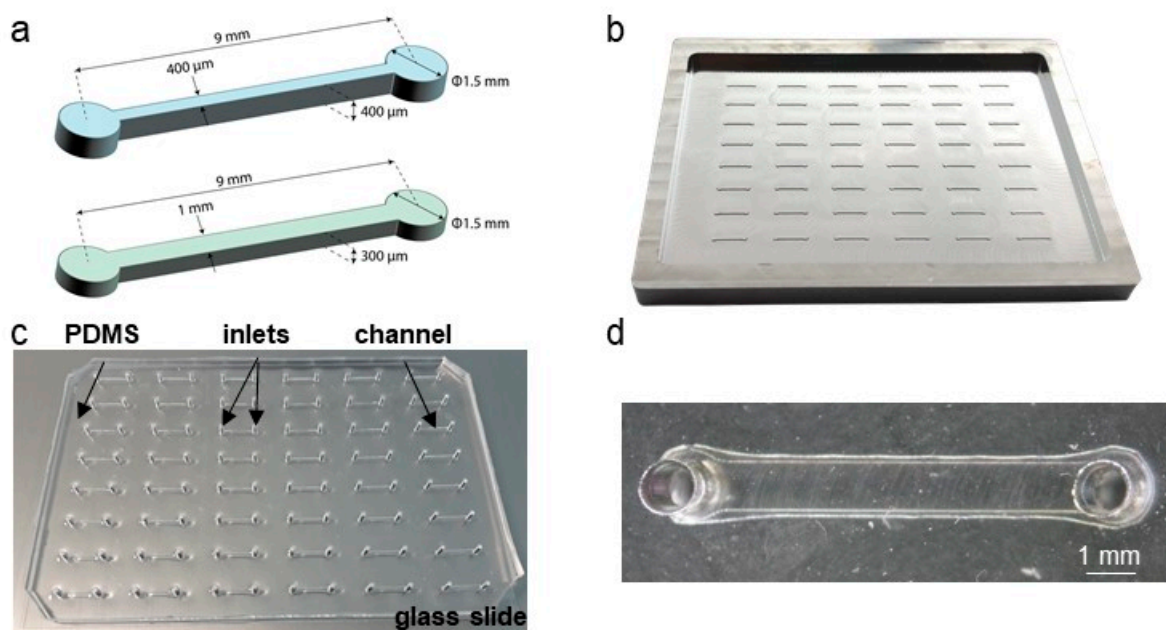 a
9 mm
400 µm
Φ1.5 mm
400 µm
9 mm
1 mm
Φ1.5 mm
300 µm
b
c
PDMS inlets channel
glass slide
d
1 mm